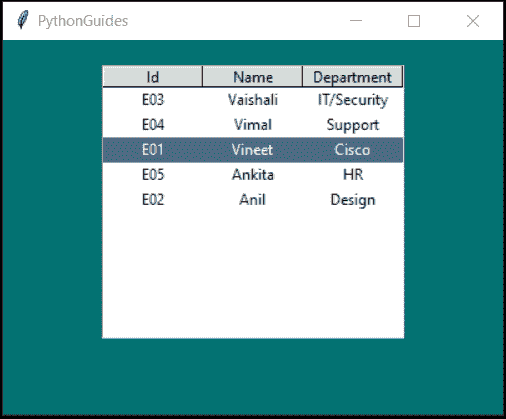 PythonGuides
Id Name Department
E03 Vaishali IT/Security
E04 Vimal Support
E01 Vineet Cisco
E05 Ankita HR
E02 Anil Design